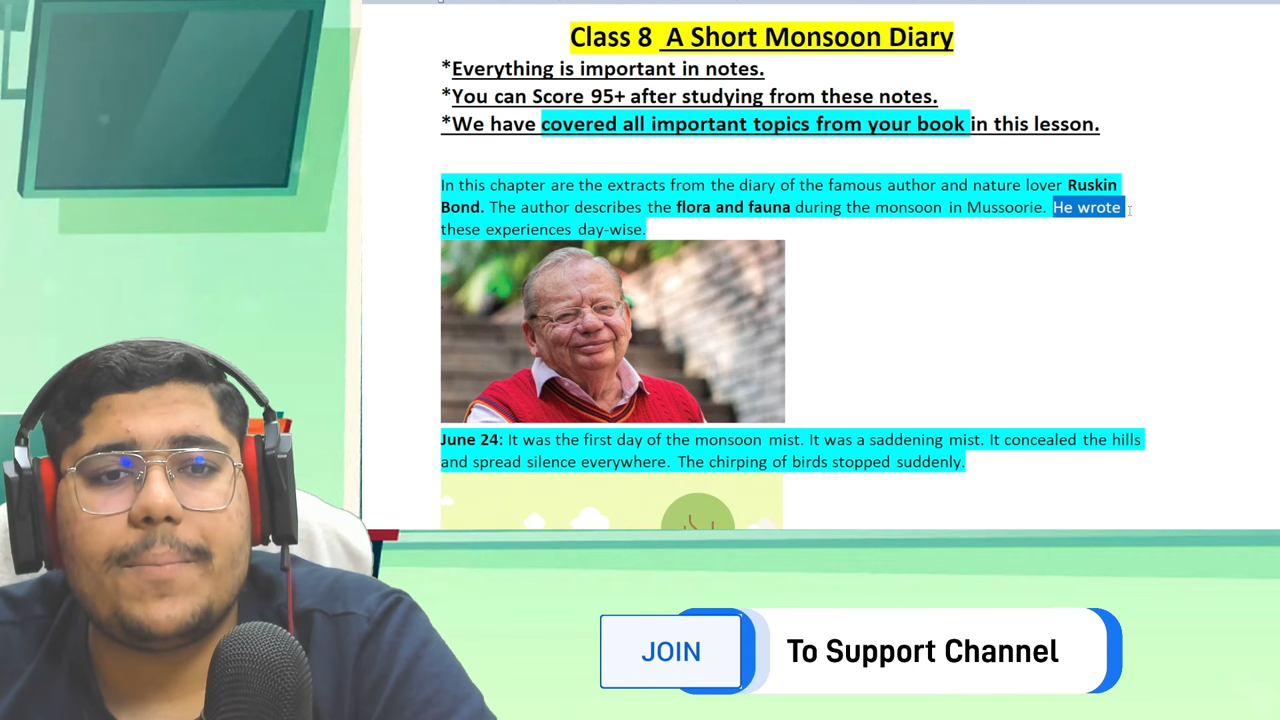 Class 8 A Short Monsoon Diary
*Everything is important in notes.
*You can Score 95+ after studying from these notes.
*We have covered all important topics from your book in this lesson.
In this chapter are the extracts from the diary of the famous author and nature lover Ruskin
Bond. The author describes the flora and fauna during the monsoon in Mussoorie. He wrote
these experiences day-wise.
June 24: It was the first day of the monsoon mist. It was a saddening mist. It concealed the hills
and spread silence everywhere. The chirping of birds stopped suddenly.
JOIN To Support Channel